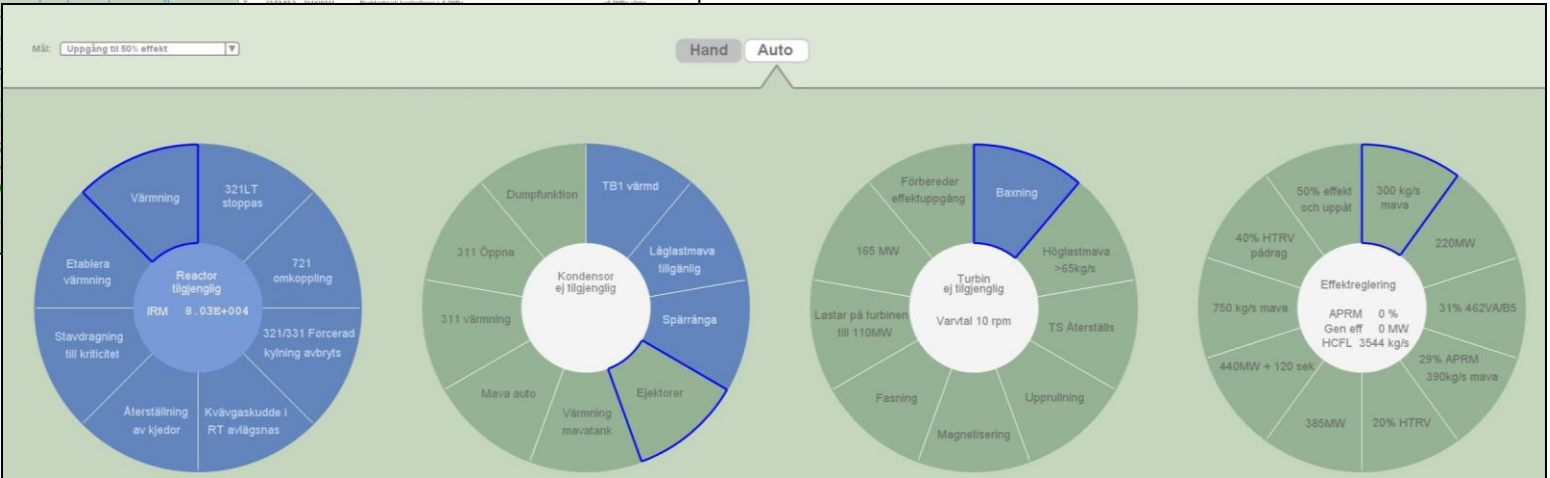 Mål: Uppgång til 50% effekt
Hand Auto
Värmning
321LT
stoppas
721
omkoppling
321/331 Forcerad
kylning avbryts
Kvävgaskudde i
RT avlägsnas
Återställning
av kjedor
Stavdragning
till kriticitet
Etablera
värmning
Reactor
tilgjenglig
IRM 8.03E+004
TB1 värmd
Låglastmava
tillgänlig
Spärrånga
Ejektorer
Värmning
mavatank
Mava auto
311 värmning
311 Öppna
Dumpfunktion
Kondensor
ej tilgjenglig
Baxning
Höglastmava
>65kg/s
TS Återställs
Upprullning
Magnetisering
Fasning
Lastar på turbinen
till 110MW
165 MW
Förbereder
effektuppgång
Turbin
ej tilgjenglig
Varvtal 10 rpm
300 kg/s
mava
220MW
31% 462VA/B5
29% APRM
390kg/s mava
20% HTRV
385MW
440MW + 120 sek
750 kg/s mava
40% HTRV
pådrag
50% effekt
och uppåt
Effektreglering
APRM 0 %
Gen eff 0 MW
HCFL 3544 kg/s